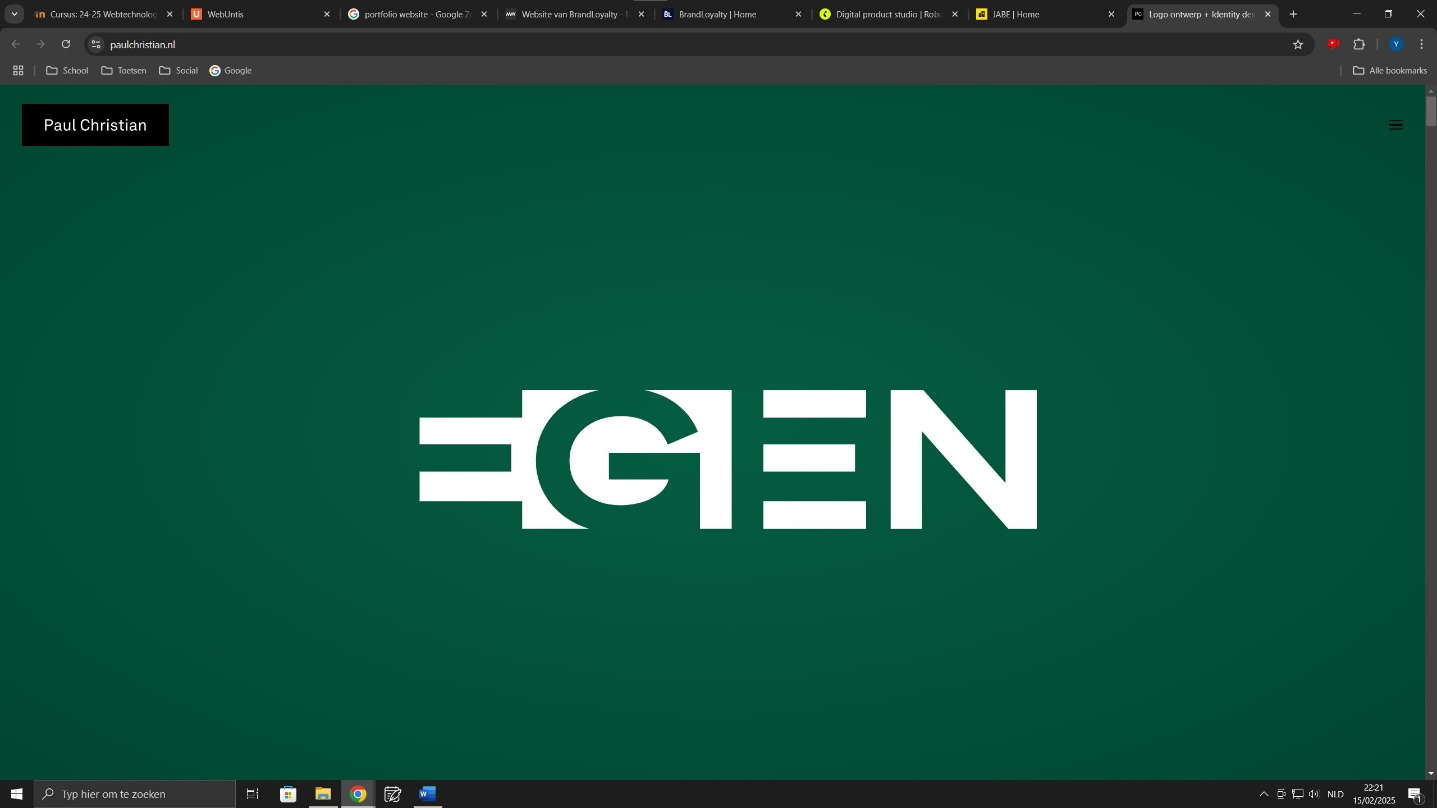 Cursus: 24-25 Webtechnolog
WebUntis
portfolio website - Google Z
Website van BrandLoyalty -
BrandLoyalty | Home
Digital product studio | Rob
JABE | Home
Logo ontwerp + Identity des
paulchristian.nl
Y
School
Toetsen
Social
Google
Alle bookmarks
Paul Christian
EGIEN
Typ hier om te zoeken
NLD
22:21
15/02/2025
1